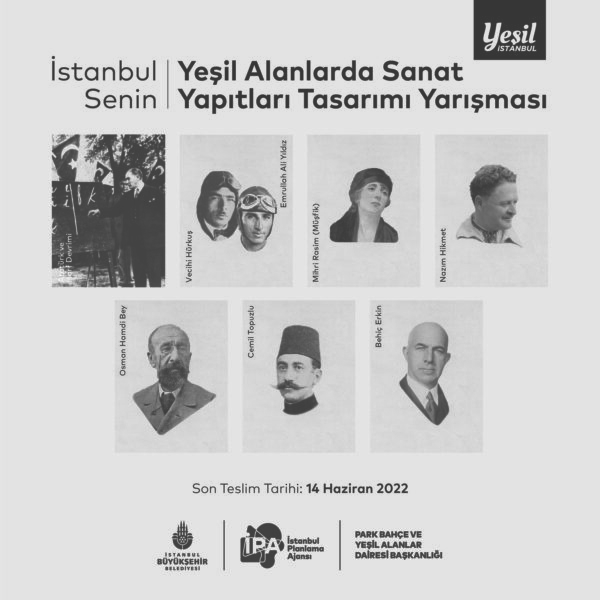 Yeşil
İSTANBUL
İstanbul
Senin
Yeşil Alanlarda Sanat
Yapıtları Tasarımı Yarışması
Atatürk ve
Harf Devrimi
Vecihi Hürkuş
Emrullah Ali Yıldız
Mihri Rasim (Müşfik)
Nazım Hikmet
Osman Hamdi Bey
Cemil Topuzlu
Behiç Erkin
Son Teslim Tarihi: 14 Haziran 2022
İSTANBUL
BÜYÜKŞEHİR
BELEDİYESİ
İPA
İstanbul
Planlama
Ajansı
PARK BAHÇE VE
YEŞİL ALANLAR
DAİRESİ BAŞKANLIĞI